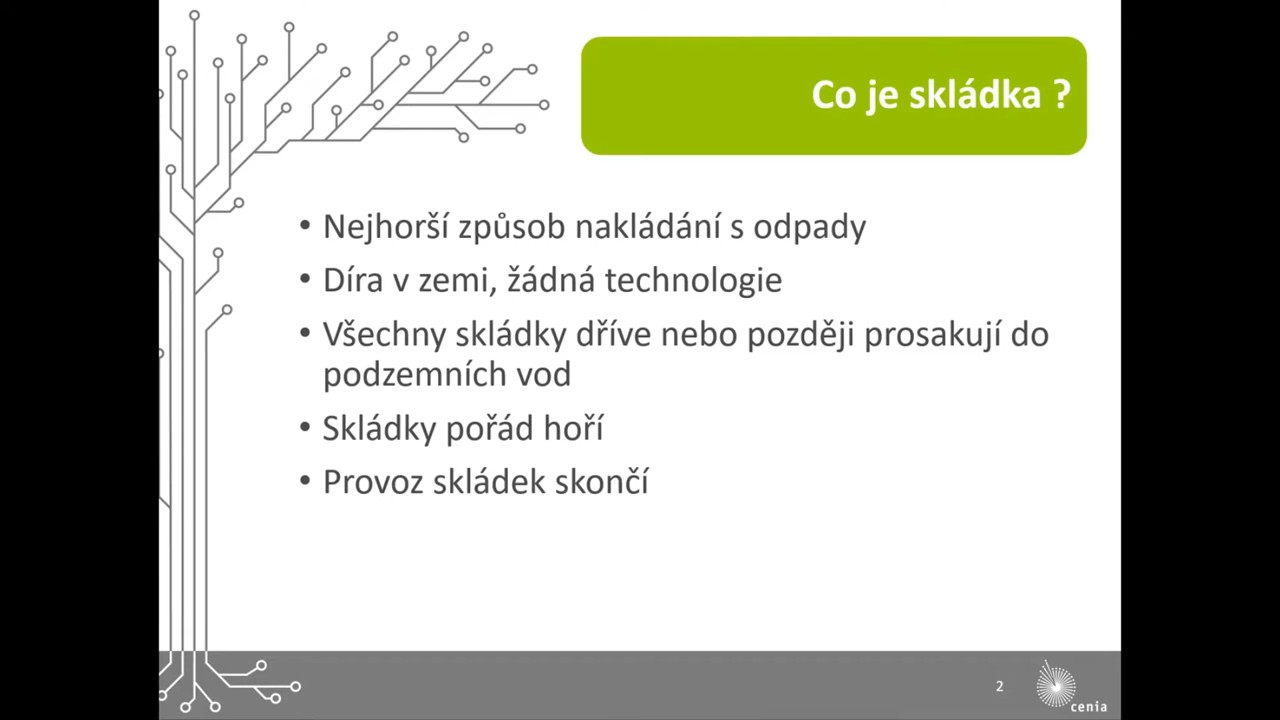 Co je skládka ?
• Nejhorší způsob nakládání s odpady
• Díra v zemi, žádná technologie
• Všechny skládky dříve nebo později prosakují do
podzemních vod
• Skládky pořád hoří
• Provoz skládek skončí
2
cenia